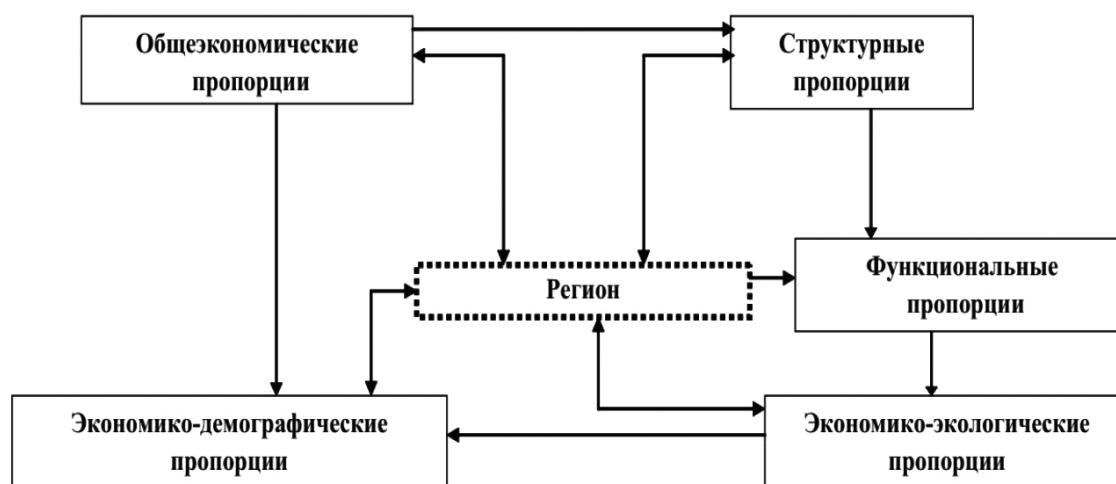 Общеэкономические
пропорции
Структурные
пропорции
Регион
Функциональные
пропорции
Экономико-демографические
пропорции
Экономико-экологические
пропорции